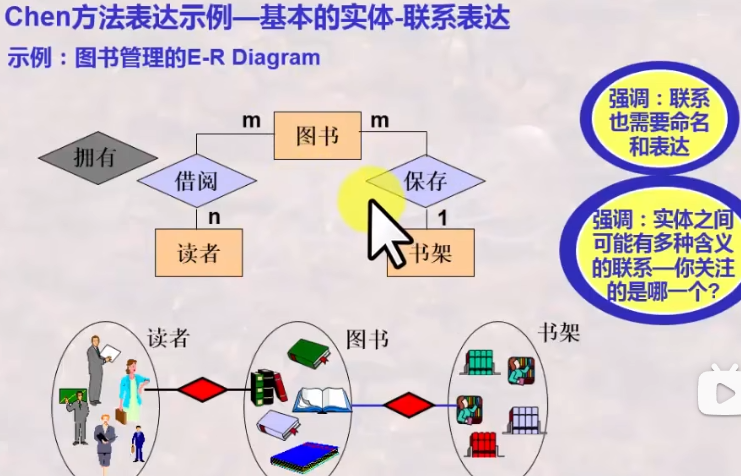 Chen方法表达示例—基本的实体-联系表达
示例：图书管理的E-R Diagram
m
图书
m
拥有
借阅
保存
n
1
读者
书架
强调：联系
也需要命名
和表达
强调：实体之间
可能有多种含义
的联系—你关注
的是哪一个?
读者
图书
书架